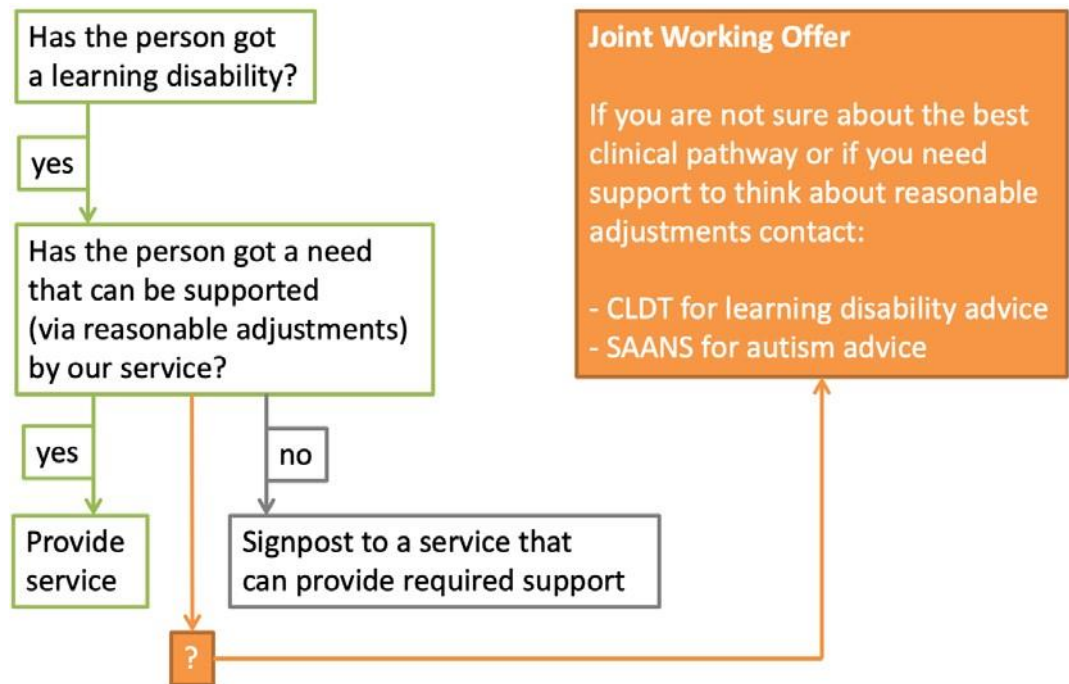 Has the person got
a learning disability?
yes
Has the person got a need
that can be supported
(via reasonable adjustments)
by our service?
yes
no
Provide
service
Signpost to a service that
can provide required support
?
Joint Working Offer
If you are not sure about the best
clinical pathway or if you need
support to think about reasonable
adjustments contact:
- CLDT for learning disability advice
- SAANS for autism advice